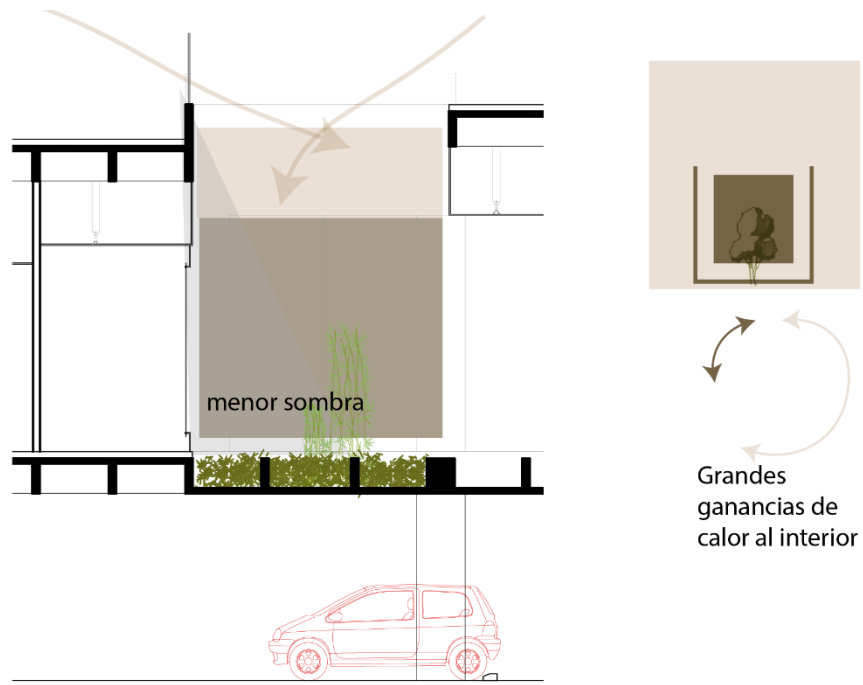 menor sombra
Grandes
ganancias de
calor al interior